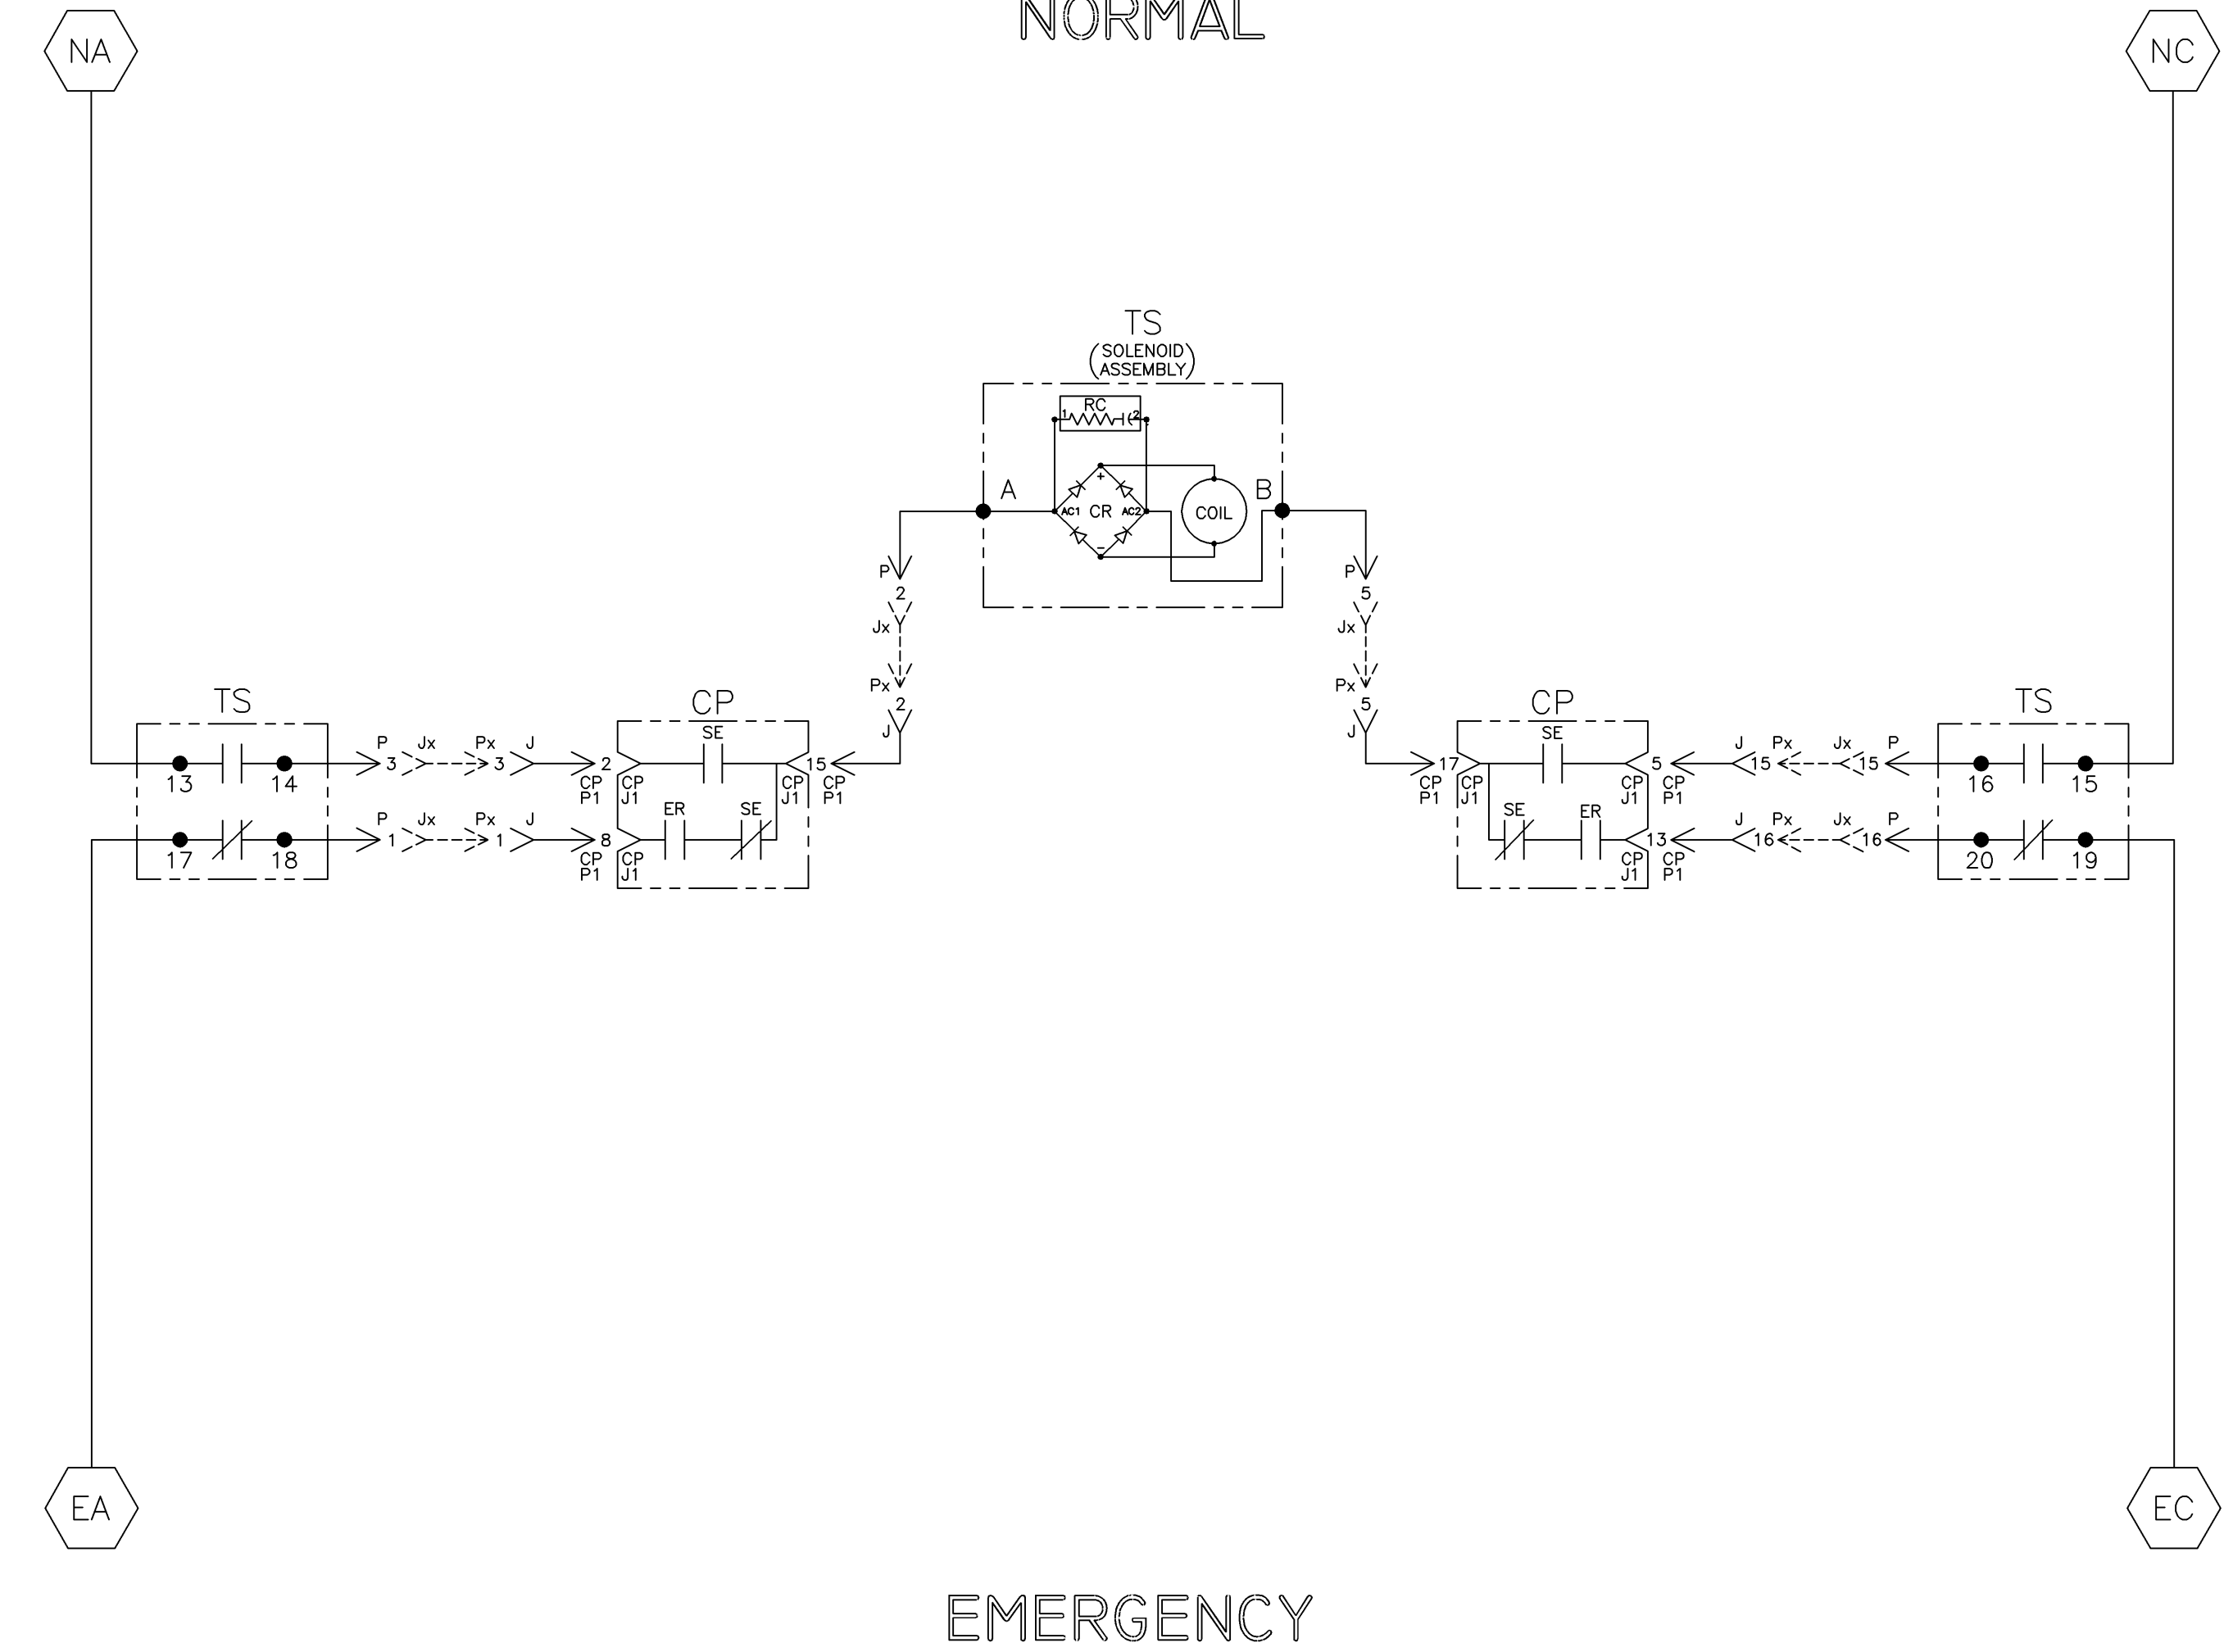 NORMAL
NA
NC
TS
(SOLENOID
ASSEMBLY)
RC
1
2
+
A
B
AC1 CR AC2
COIL
−
P
P
2
5
Jx
Jx
Px
Px
2
5
J
J
TS
CP
CP
TS
SE
SE
P Jx Px J
J Px Jx P
3 3 2 15
17 5 15 15
13 14
16 15
CP CP CP CP
P1 J1 J1 P1
CP CP CP CP
P1 J1 J1 P1
ER SE
SE ER
P Jx Px J
J Px Jx P
1 1 8
13 16 16
17 18
20 19
CP CP
P1 J1
CP CP
J1 P1
EA
EC
EMERGENCY